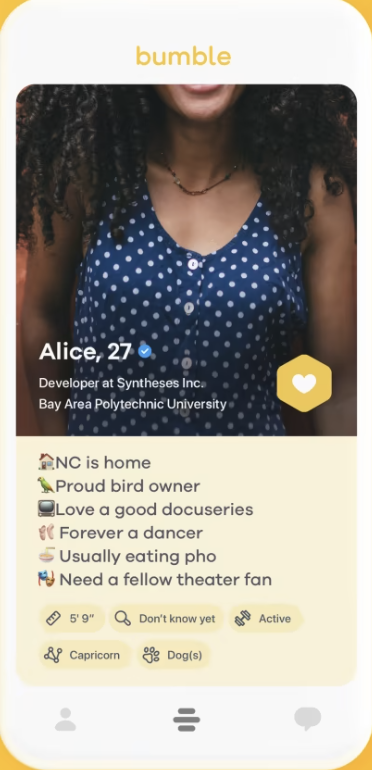 bumble
Alice, 27
Developer at Syntheses Inc.
Bay Area Polytechnic University
NC is home
Proud bird owner
Love a good docuseries
Forever a dancer
Usually eating pho
Need a fellow theater fan
5' 9"
Don't know yet
Active
Capricorn
Dog(s)